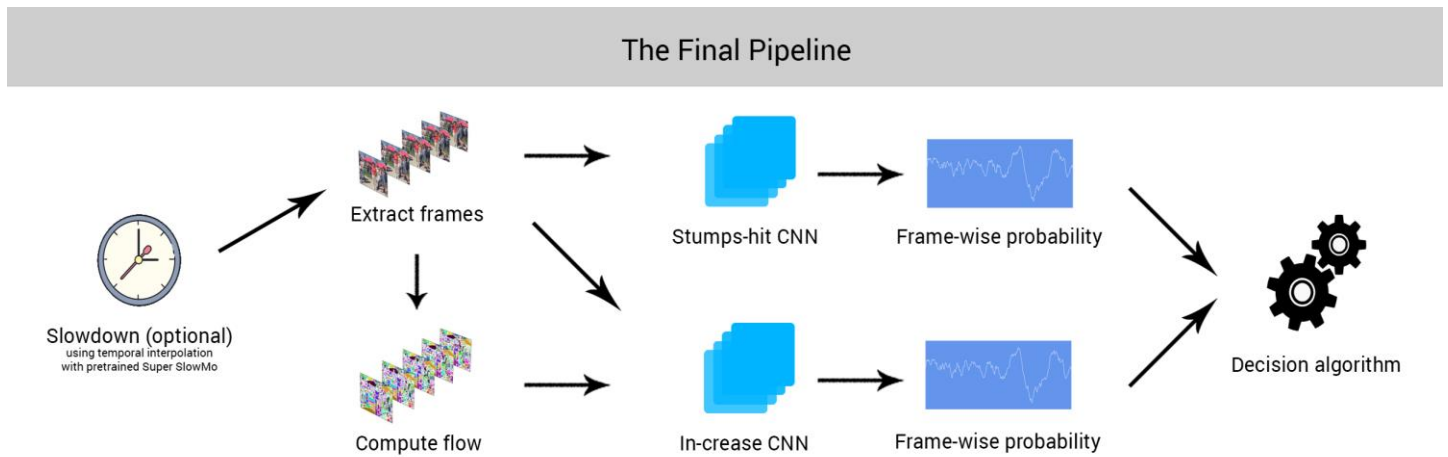 The Final Pipeline
Extract frames
Stumps-hit CNN
Frame-wise probability
Slowdown (optional)
using temporal interpolation
with pretrained Super SlowMo
Decision algorithm
Compute flow
In-crease CNN
Frame-wise probability